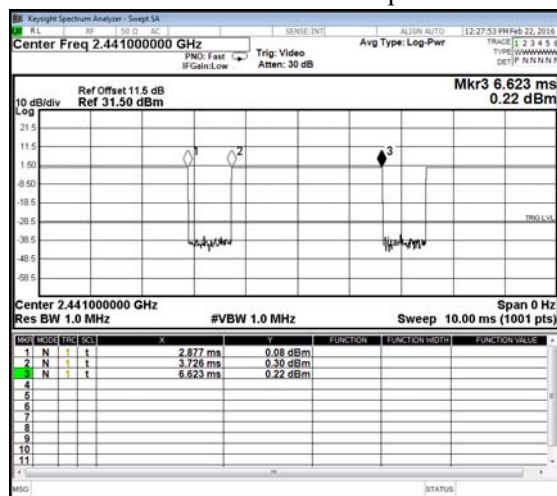 Keysight Spectrum Analyzer - Swept SA
RL RF 50 Ω AC SENSE:INT ALIGN AUTO 12:27:53 PM Feb 22, 2016
Center Freq 2.441000000 GHz Avg Type: Log-Pwr TRACE 1 2 3 4 5 6
PNO: Fast Trig: Video TYPE WWWWWW
IFGain:Low Atten: 30 dB DET P N N N N N
Mkr3 6.623 ms
Ref Offset 11.5 dB
10 dB/div Ref 31.50 dBm 0.22 dBm
Log
21.5
11.5
1 2 3
1.50
-8.50
-18.5
-28.5 TRIG LVL
-38.5
-48.5
-58.5
Center 2.441000000 GHz Span 0 Hz
Res BW 1.0 MHz #VBW 1.0 MHz Sweep 10.00 ms (1001 pts)
MKR MODE TRC SCL X Y FUNCTION FUNCTION WIDTH FUNCTION VALUE
1 N 1 t 2.877 ms 0.08 dBm
2 N 1 t 3.726 ms 0.30 dBm
3 N 1 t 6.623 ms 0.22 dBm
4
5
6
7
8
9
10
11
MSG STATUS